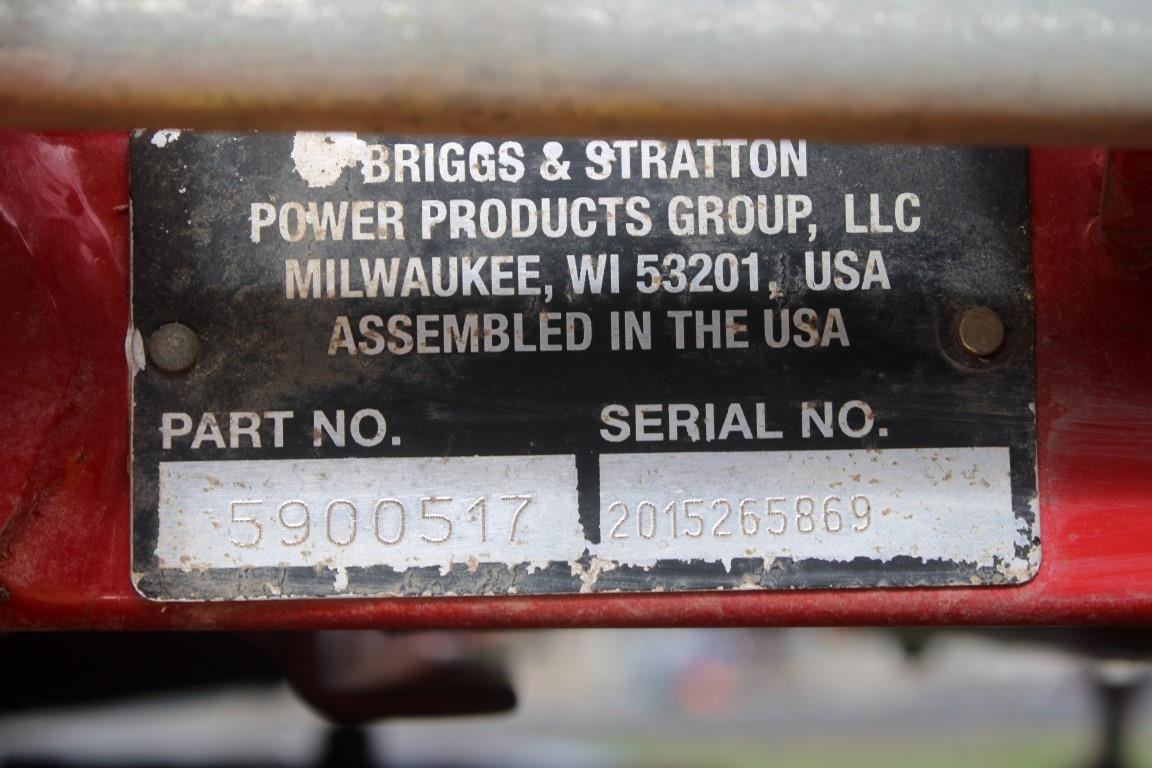 BRIGGS & STRATTON
POWER PRODUCTS GROUP, LLC
MILWAUKEE, WI 53201, USA
ASSEMBLED IN THE USA
PART NO. SERIAL NO.
5900517 2015265869